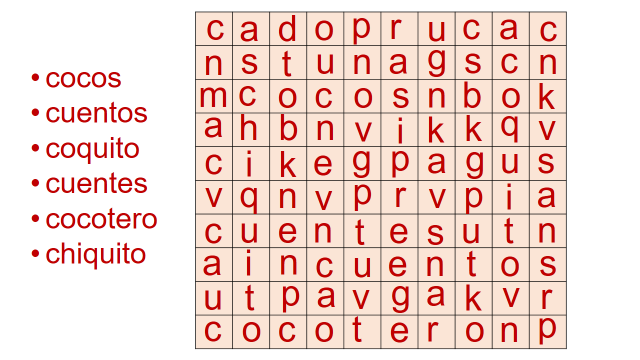 • cocos
• cuentos
• coquito
• cuentes
• cocotero
• chiquito
c a d o p r u c a c
n s t u n a g s c n
m c o c o s n b o k
a h b n v i k k q v
c i k e g p a g u s
v q n v p r v p i a
c u e n t e s u t n
a i n c u e n t o s
u t p a v g a k v r
c o c o t e r o n p